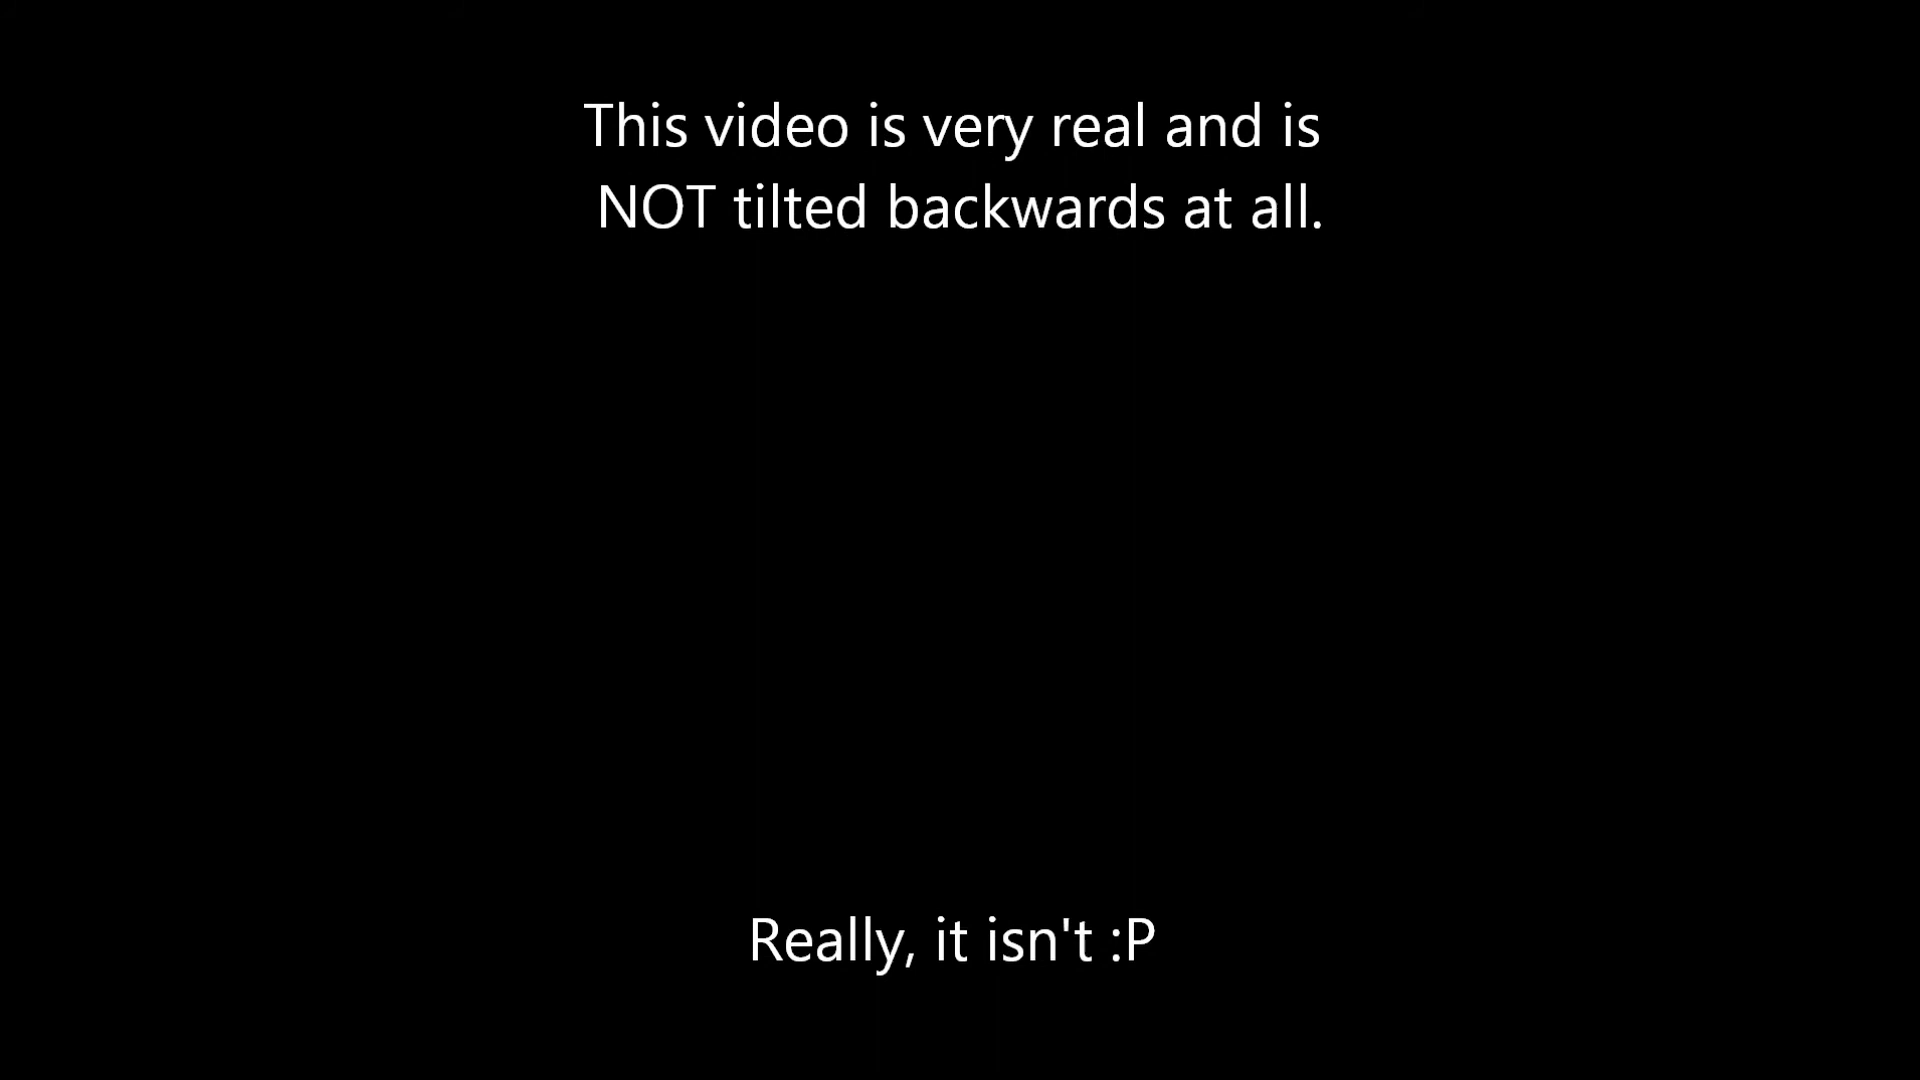 This video is very real and is
NOT tilted backwards at all.
Really, it isn't :P